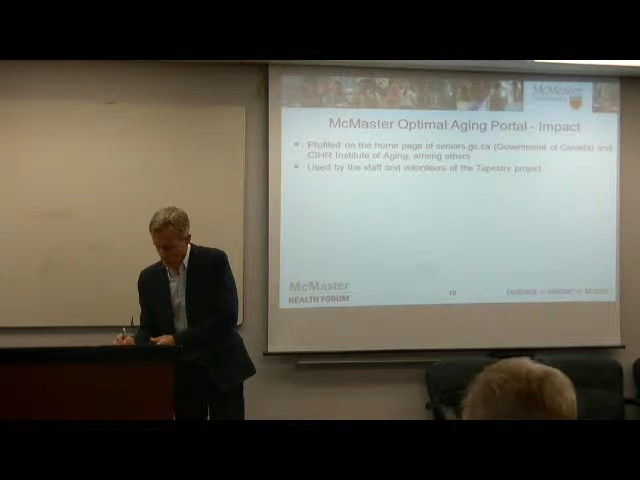 McMaster
McMaster Optimal Aging Portal - Impact
Profiled on the home page of seniors.gc.ca (Government of Canada) and
CIHR Institute of Aging, among others
Used by the staff and volunteers of the Tapestry project
McMaster
HEALTH FORUM